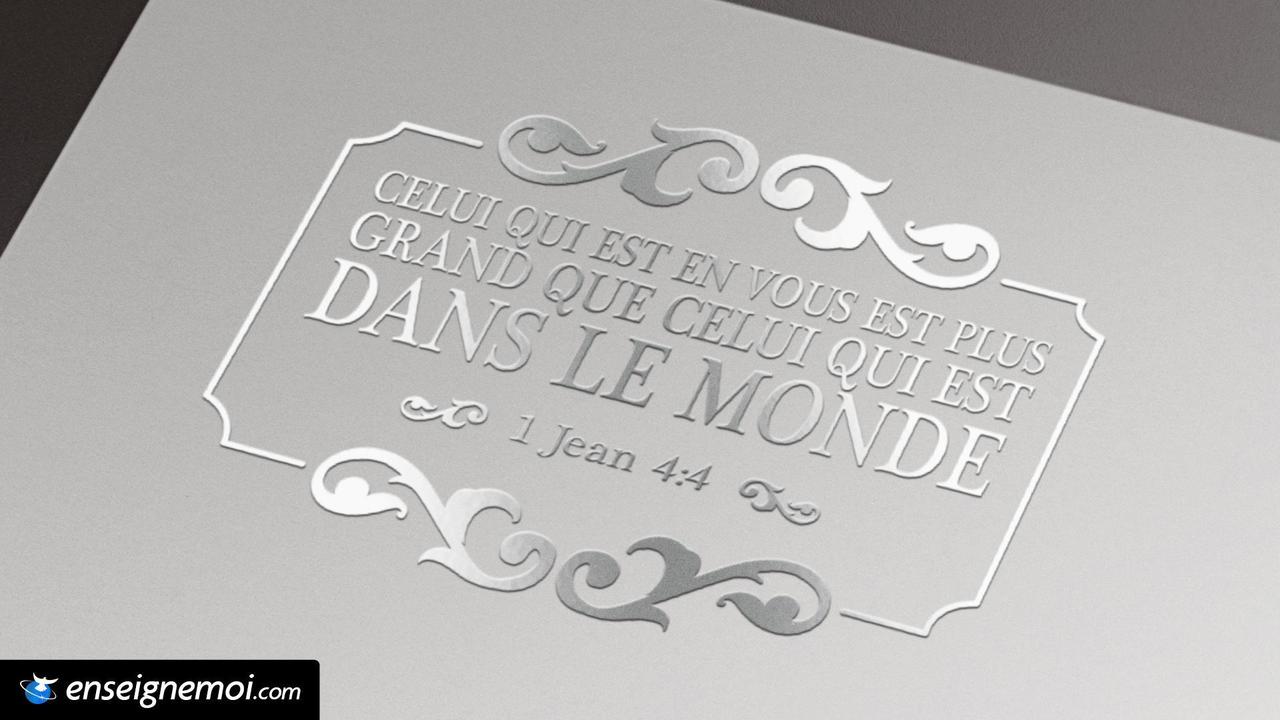 CELUI QUI EST EN VOUS EST PLUS
GRAND QUE CELUI QUI EST
DANS LE MONDE
1 Jean 4:4
enseignemoi.com